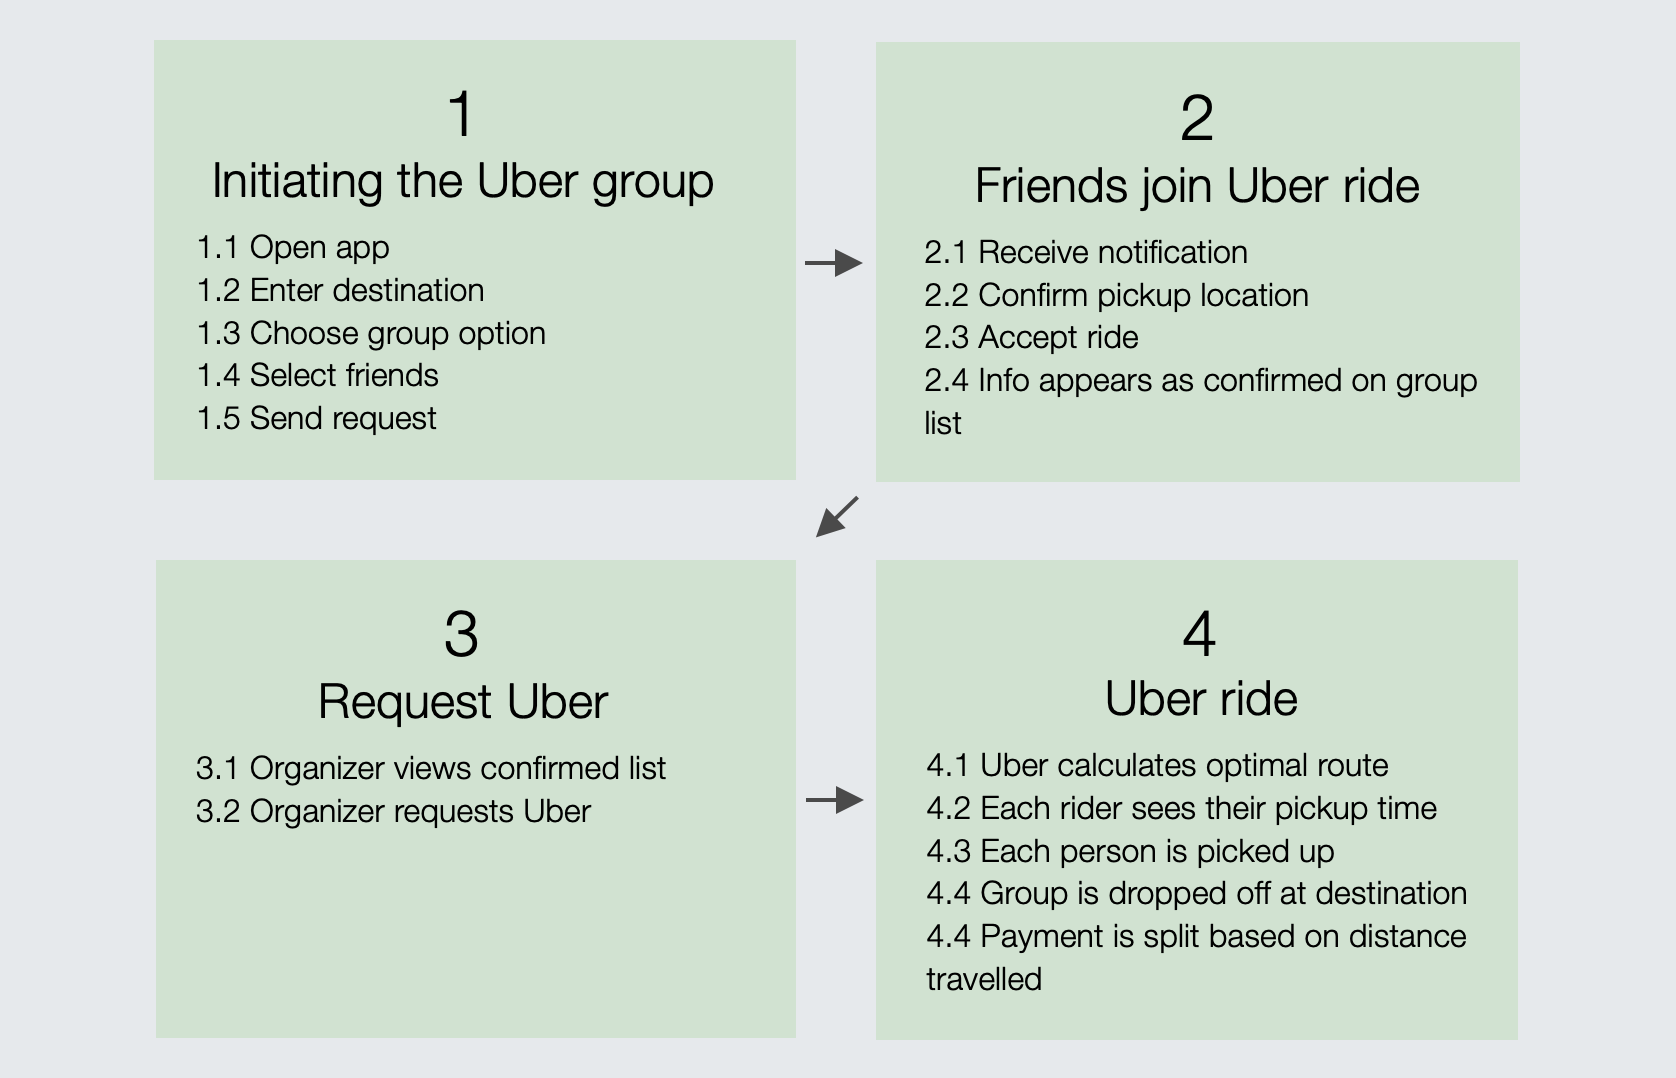 1
Initiating the Uber group
1.1 Open app
1.2 Enter destination
1.3 Choose group option
1.4 Select friends
1.5 Send request
2
Friends join Uber ride
2.1 Receive notification
2.2 Confirm pickup location
2.3 Accept ride
2.4 Info appears as confirmed on group
list
3
Request Uber
3.1 Organizer views confirmed list
3.2 Organizer requests Uber
4
Uber ride
4.1 Uber calculates optimal route
4.2 Each rider sees their pickup time
4.3 Each person is picked up
4.4 Group is dropped off at destination
4.4 Payment is split based on distance
travelled